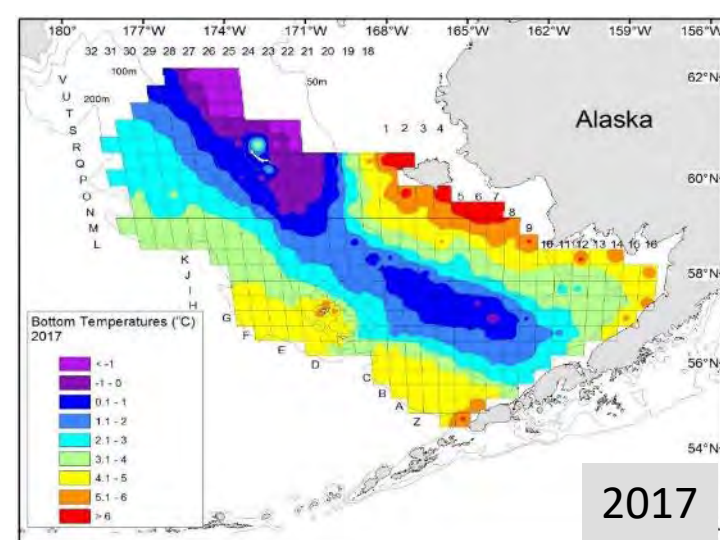 180° 177°W 174°W 171°W 168°W 165°W 162°W 159°W 156°W
32 31 30 29 28 27 26 25 24 23 22 21 20 19 18
100m
50m
200m
V
U
T
S
R
Q
P
O
N
M
L
K
J
I
H
G
F
E
D
C
B
A
Z
1 2 3 4
5 6 7
8
9
10 11 12 13 14 15 16
Alaska
62°N
60°N
58°N
56°N
54°N
Bottom Temperatures (°C)
2017
< -1
-1 - 0
0.1 - 1
1.1 - 2
2.1 - 3
3.1 - 4
4.1 - 5
5.1 - 6
> 6
2017